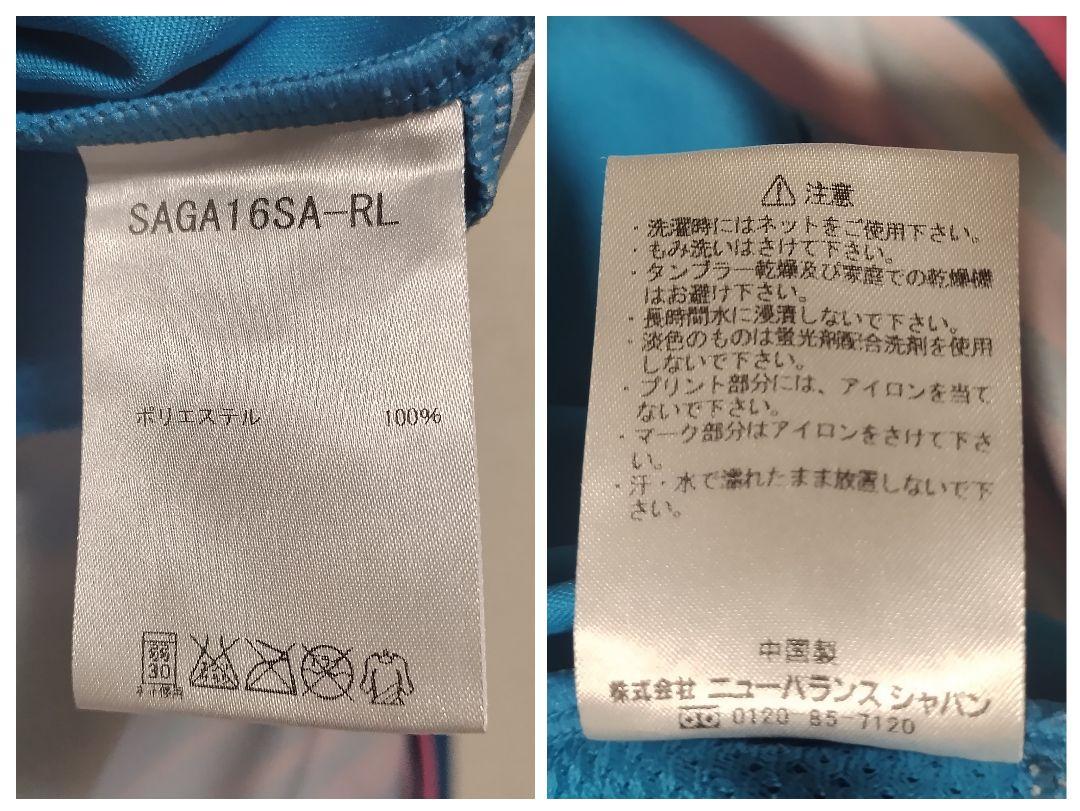 SAGA16SA-RL
ポリエステル 100%
弱
30
ネット使用
注意
・洗濯時にはネットをご使用下さい。
・もみ洗いはさけて下さい。
・タンブラー乾燥及び家庭での乾燥機
はお避け下さい。
・長時間水に浸漬しないで下さい。
・淡色のものは蛍光剤配合洗剤を使用
しないで下さい。
・プリント部分には、アイロンを当て
ないで下さい。
・マーク部分はアイロンをさけて下さ
い。
・汗・水で濡れたまま放置しないで下
さい。
中国製
株式会社 ニューバランス ジャパン
0120 85-7120